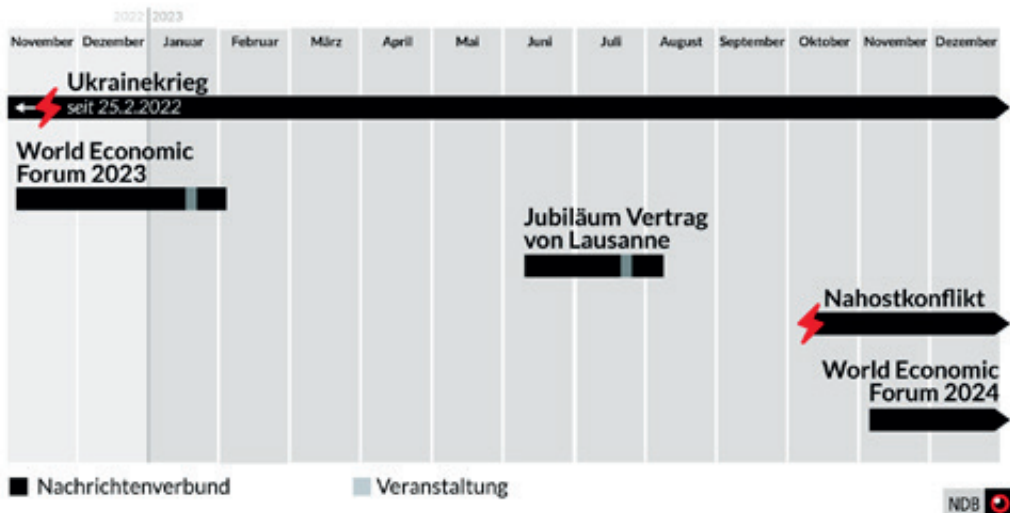 2022 2023
November Dezember Januar Februar März April Mai Juni Juli August September Oktober November Dezember
Ukrainekrieg
seit 25.2.2022
World Economic
Forum 2023
Jubiläum Vertrag
von Lausanne
Nahostkonflikt
World Economic
Forum 2024
Nachrichtenverbund Veranstaltung
NDB